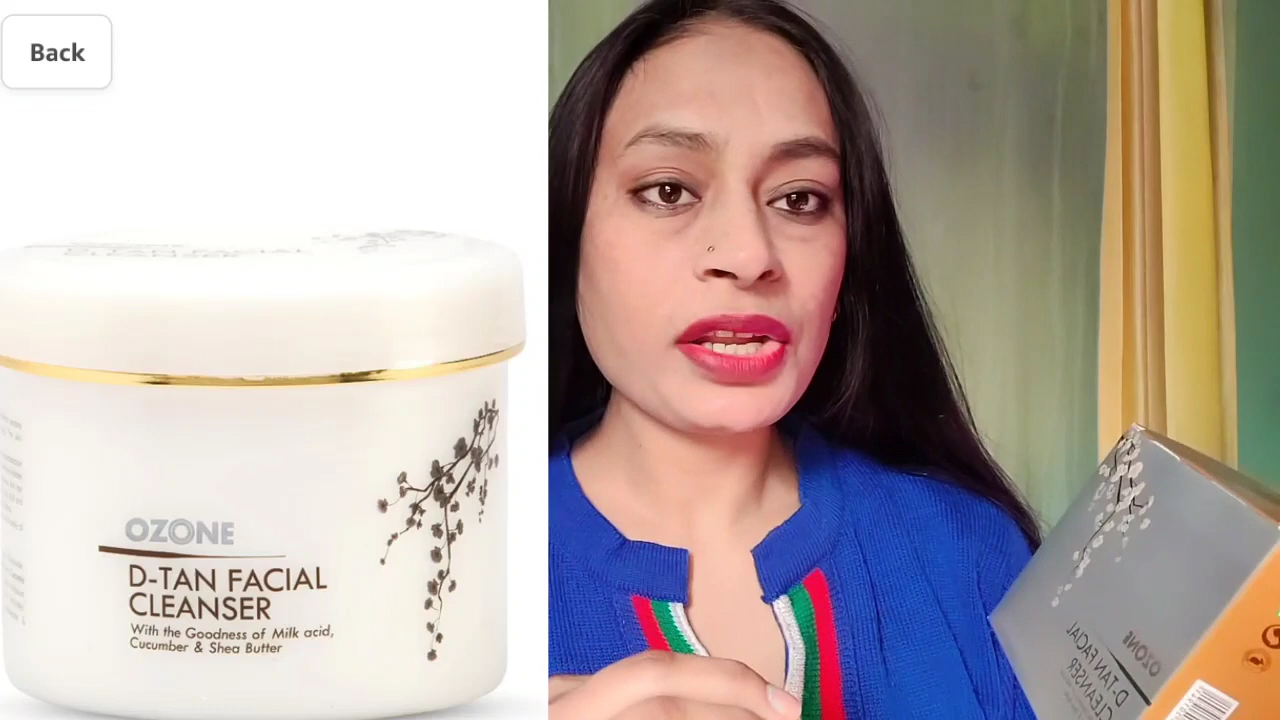 Back
OZONE
D-TAN FACIAL
CLEANSER
With the Goodness of Milk acid,
Cucumber & Shea Butter
OZONE
D-TAN FACIAL
CLEANSER